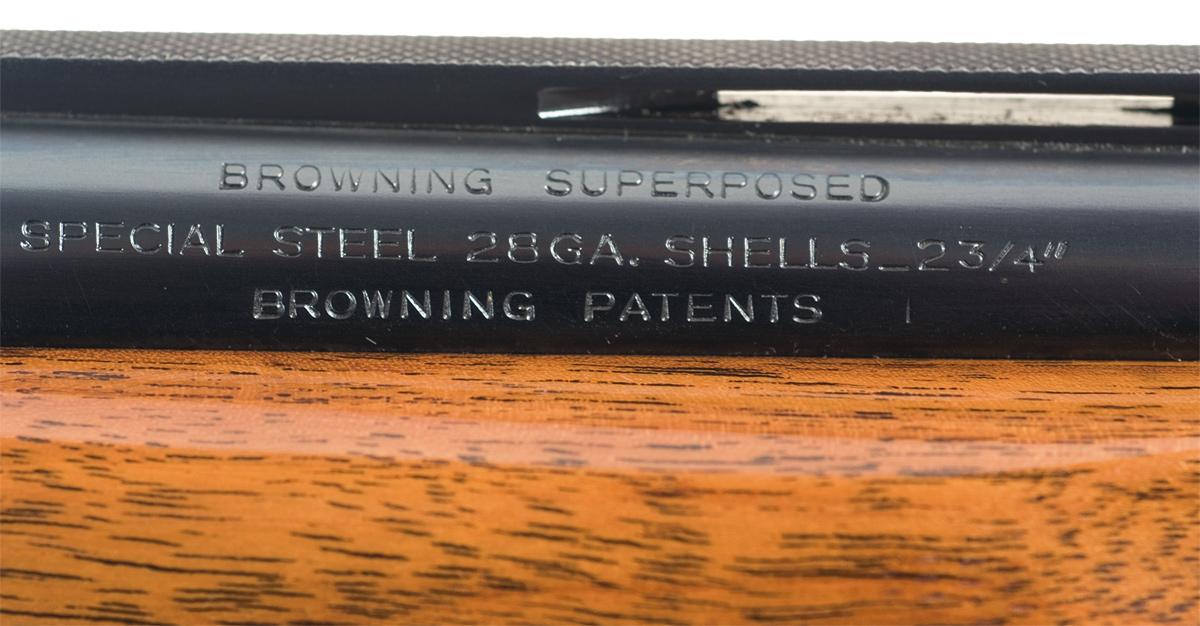 BROWNING SUPERPOSED
SPECIAL STEEL 28GA. SHELLS_23/4"
BROWNING PATENTS